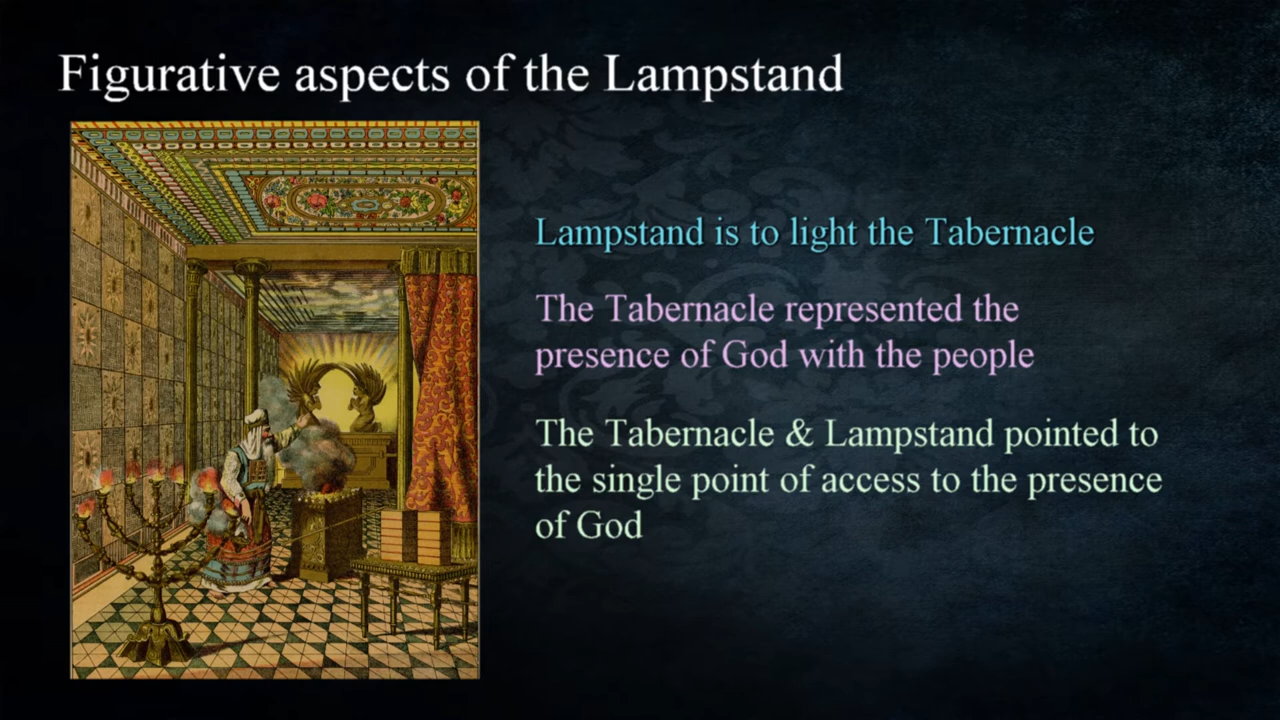 Figurative aspects of the Lampstand
Lampstand is to light the Tabernacle
The Tabernacle represented the
presence of God with the people
The Tabernacle & Lampstand pointed to
the single point of access to the presence
of God